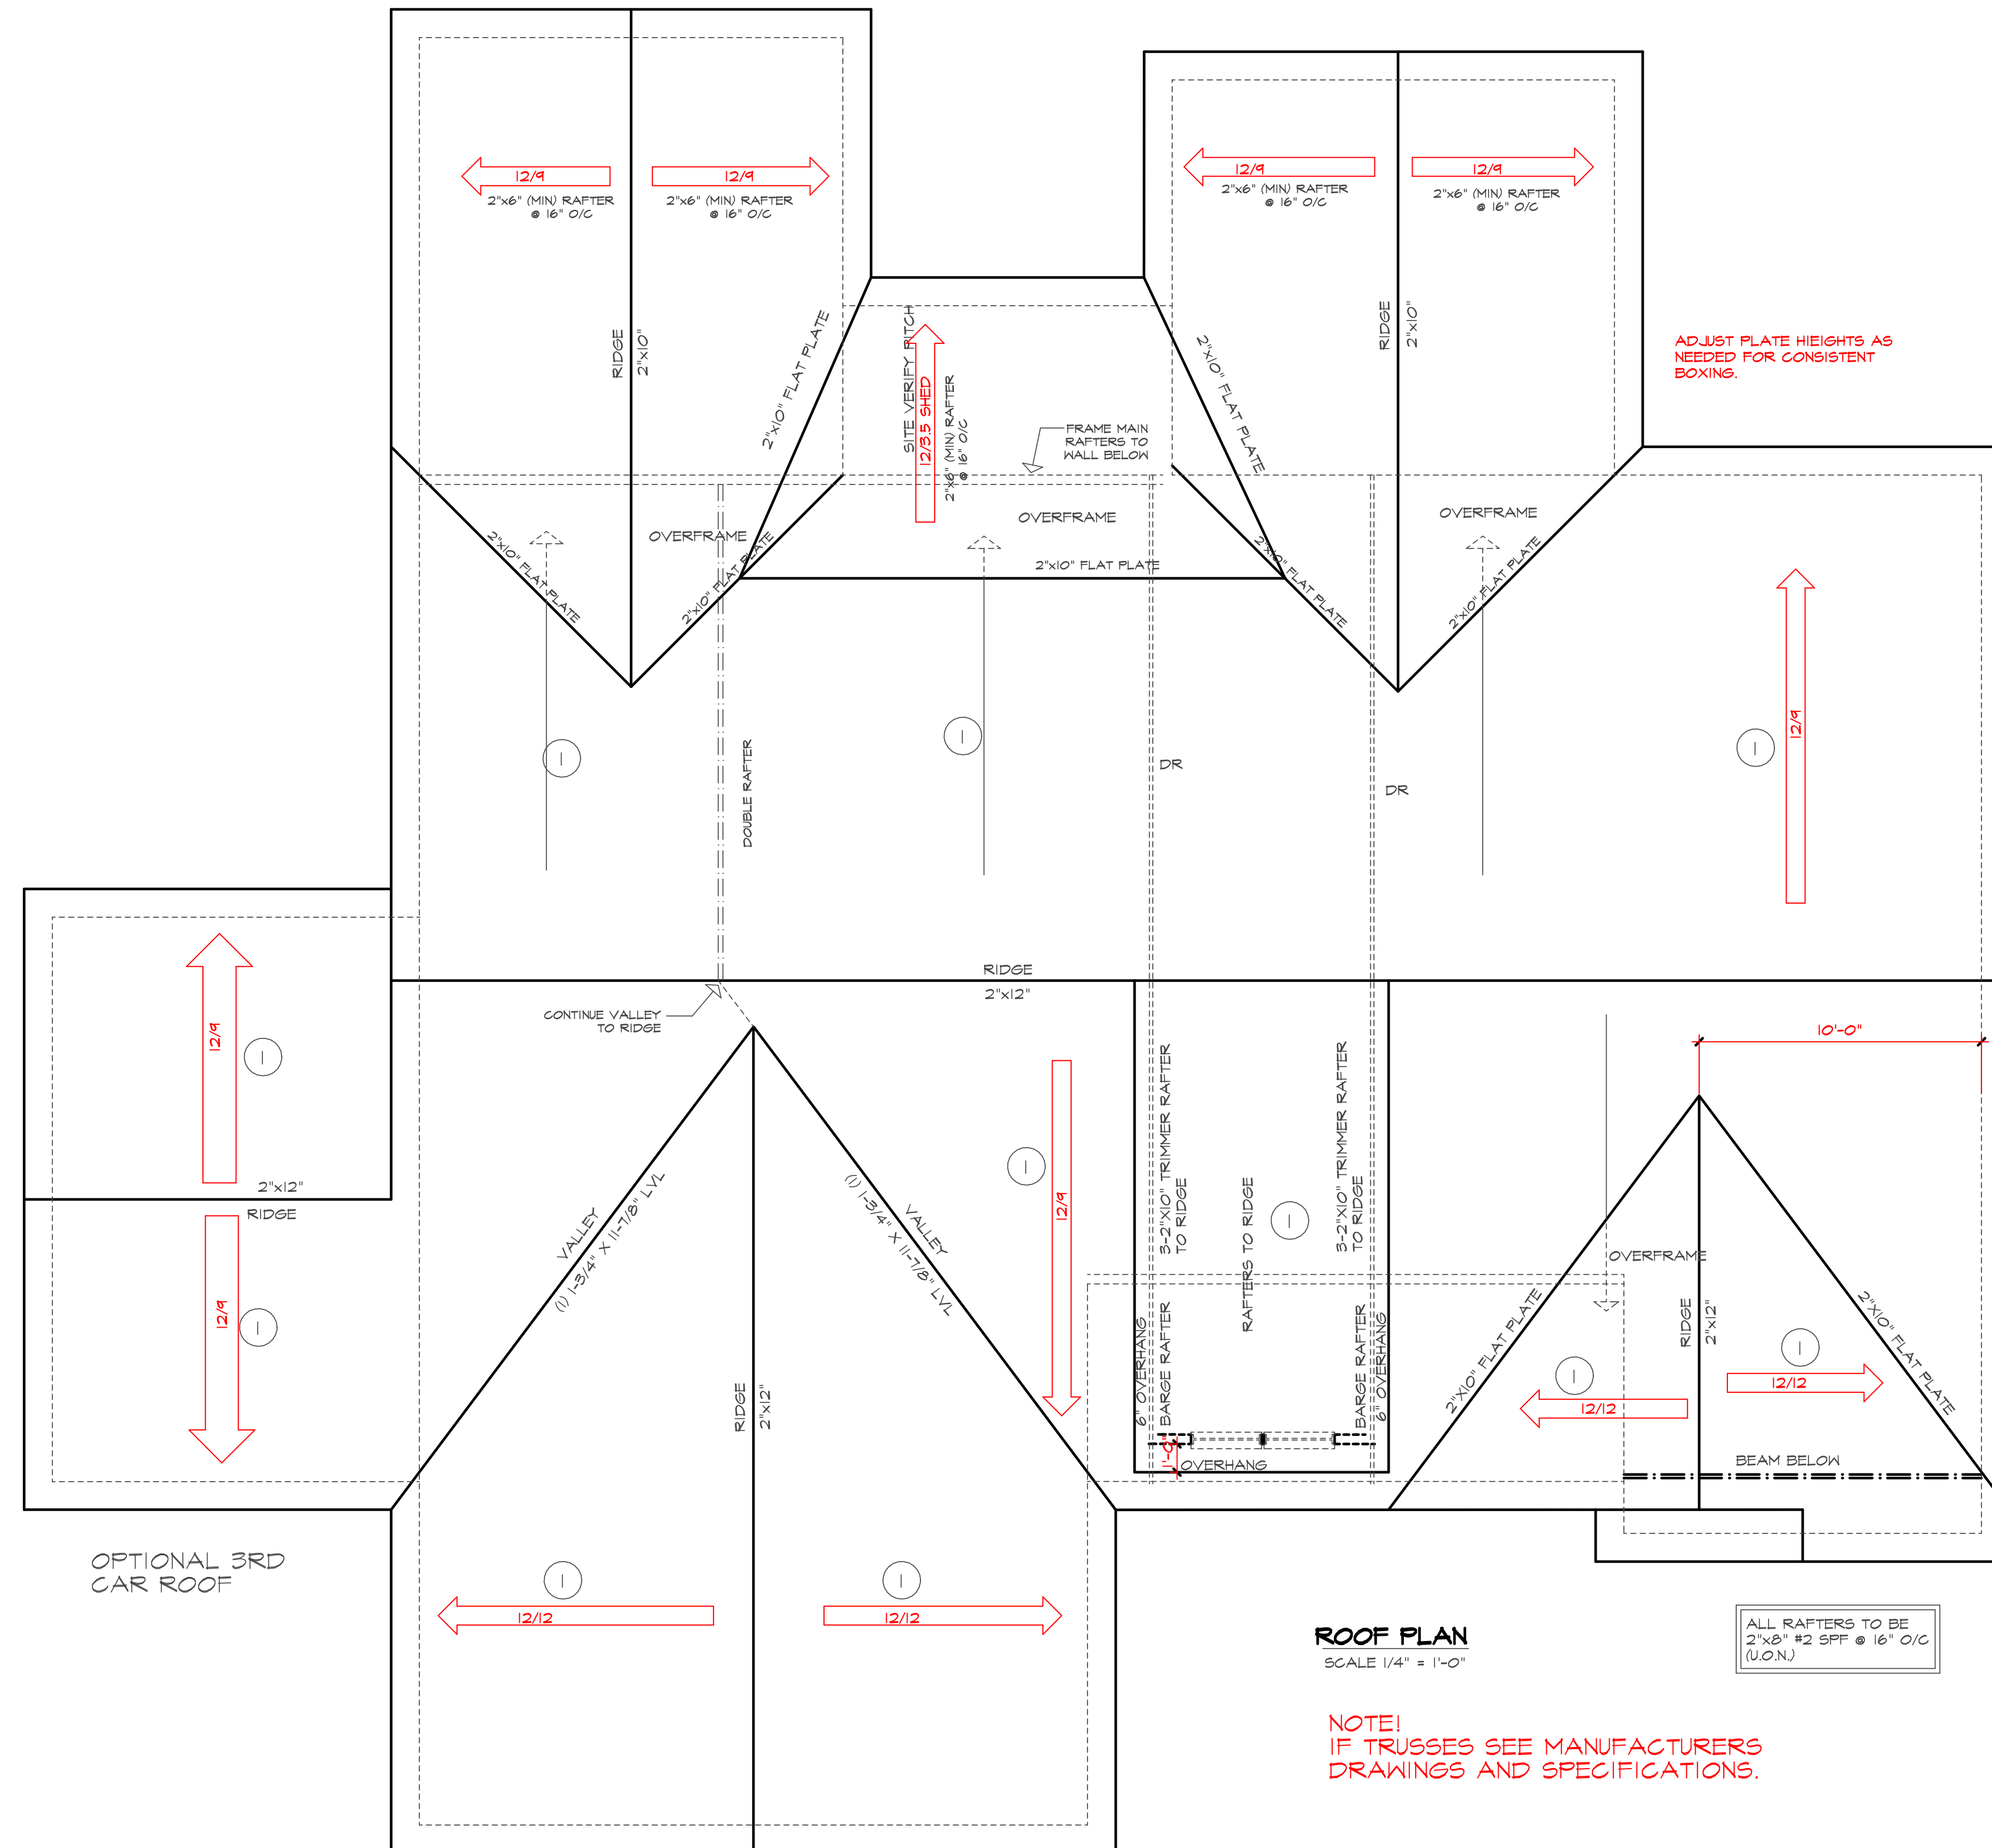 12/9
12/9
12/9
12/9
2"x6" (MIN) RAFTER
@ 16" O/C
2"x6" (MIN) RAFTER
@ 16" O/C
2"x6" (MIN) RAFTER
@ 16" O/C
2"x6" (MIN) RAFTER
@ 16" O/C
RIDGE
2"x10"
2"x10" FLAT PLATE
SITE VERIFY PITCH
12/3.5 SHED
2"x6" (MIN) RAFTER
@ 16" O/C
2"x10" FLAT PLATE
RIDGE
2"x10"
ADJUST PLATE HIEIGHTS AS
NEEDED FOR CONSISTENT
BOXING.
FRAME MAIN
RAFTERS TO
WALL BELOW
OVERFRAME
OVERFRAME
OVERFRAME
2"x10" FLAT PLATE
2"x10" FLAT PLATE
2"x10" FLAT PLATE
2"x10" FLAT PLATE
2"x10" FLAT PLATE
1
1
1
12/9
DOUBLE RAFTER
DR
DR
RIDGE
2"x12"
CONTINUE VALLEY
TO RIDGE
10'-0"
12/9
1
2"x12"
RIDGE
12/9
1
VALLEY
(1) 1-3/4" X 11-7/8" LVL
VALLEY
(1) 1-3/4" X 11-7/8" LVL
1
12/9
3-2"X10" TRIMMER RAFTER
TO RIDGE
RAFTERS TO RIDGE
1
3-2"X10" TRIMMER RAFTER
TO RIDGE
6" OVERHANG
BARGE RAFTER
BARGE RAFTER
6" OVERHANG
1'-0"
OVERHANG
RIDGE
2"x12"
OVERFRAME
2"X10" FLAT PLATE
RIDGE
2"x12"
2"X10" FLAT PLATE
1
12/12
1
12/12
BEAM BELOW
OPTIONAL 3RD
CAR ROOF
1
12/12
1
12/12
ROOF PLAN
SCALE 1/4" = 1'-0"
ALL RAFTERS TO BE
2"x8" #2 SPF @ 16" O/C
(U.O.N.)
NOTE!
IF TRUSSES SEE MANUFACTURERS
DRAWINGS AND SPECIFICATIONS.